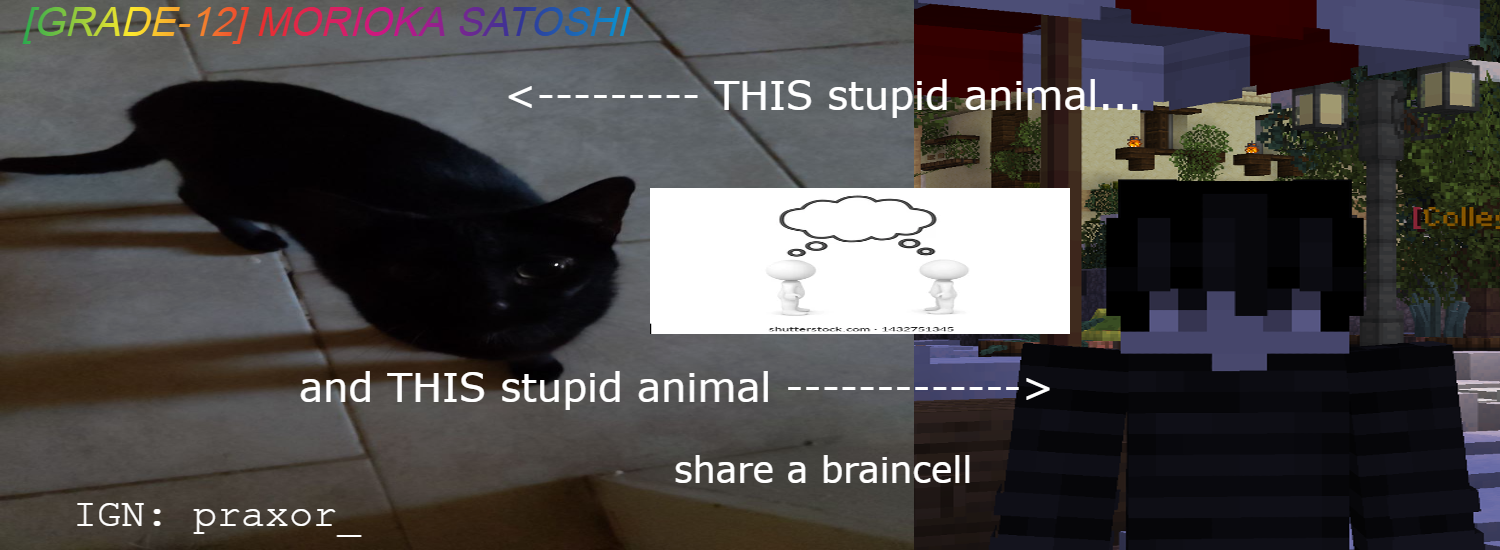 [GRADE-12] MORIOKA SATOSHI
<--------- THIS stupid animal...
[Colleg
shutterstock.com · 1432751345
and THIS stupid animal ------------->
share a braincell
IGN: praxor_